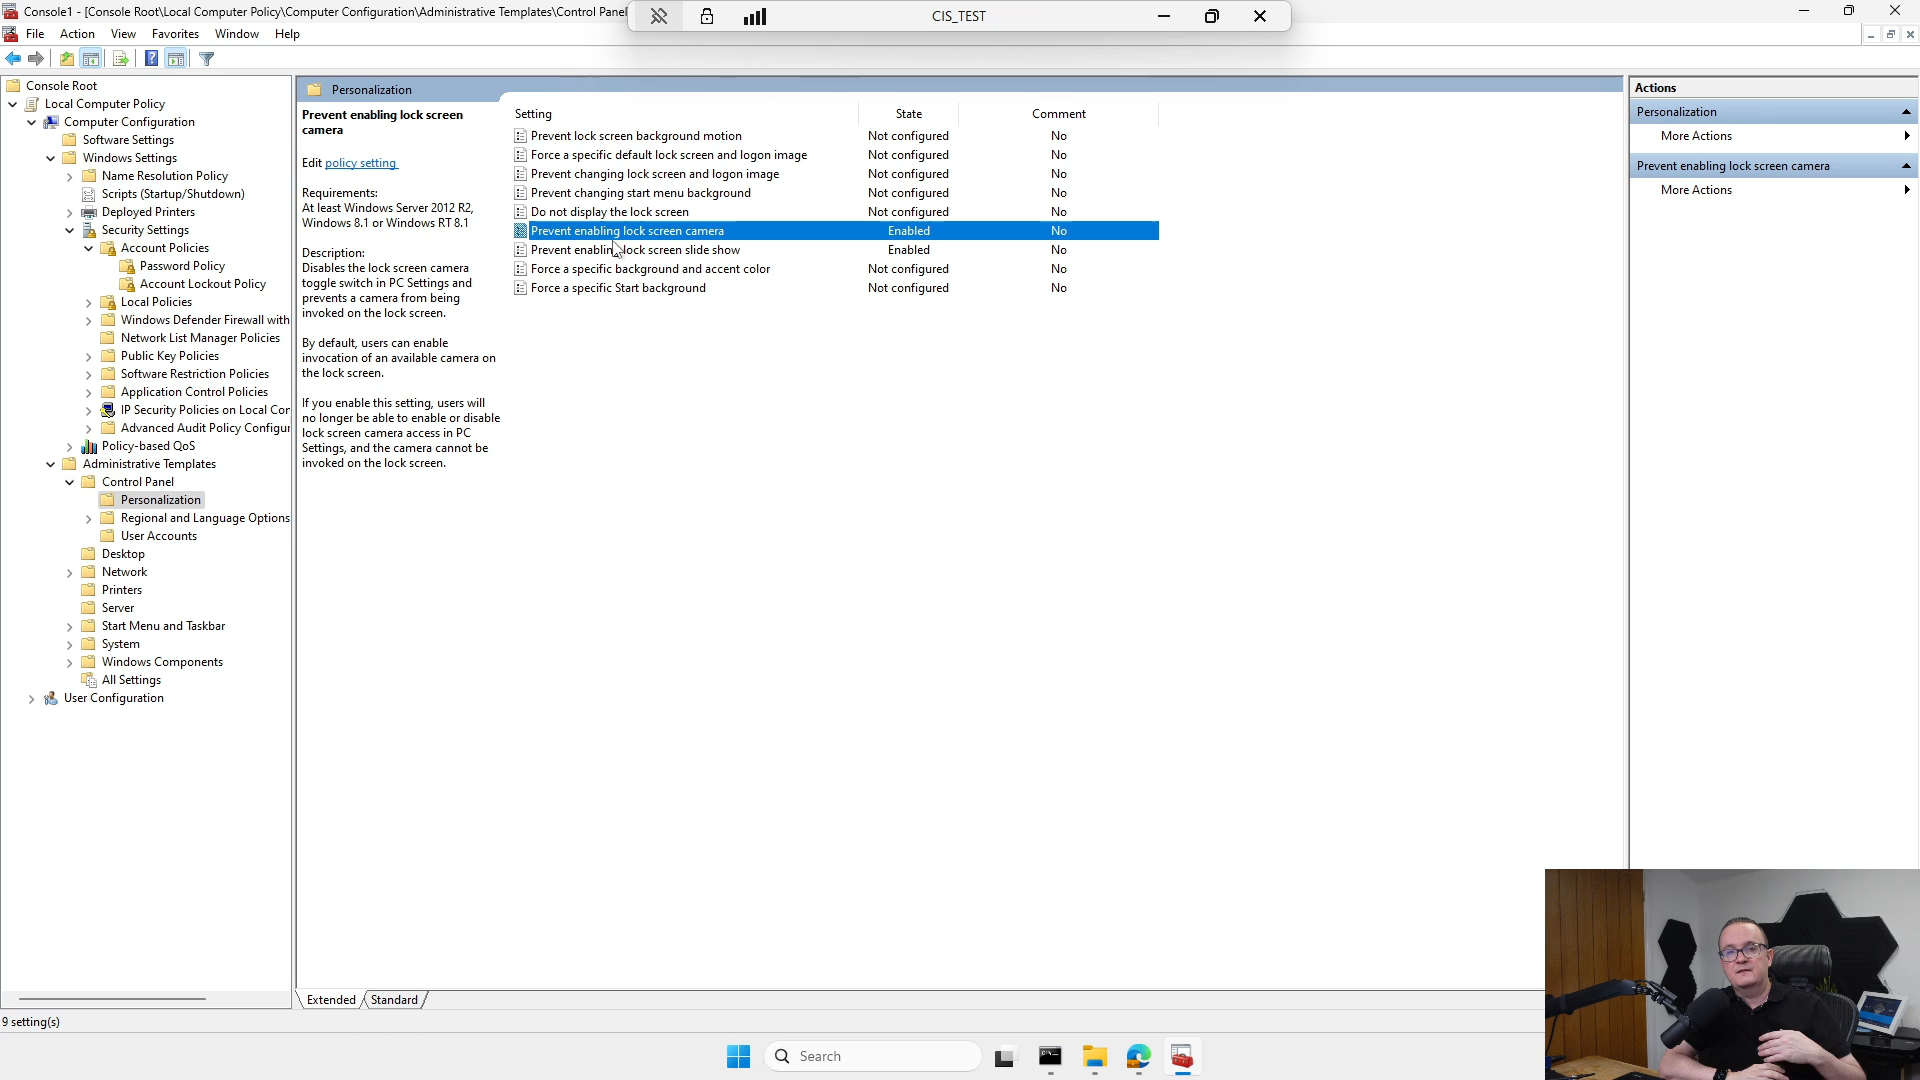 Console1 - [Console Root\Local Computer Policy\Computer Configuration\Administrative Templates\Control Panel
CIS_TEST
File Action View Favorites Window Help
Console Root
Local Computer Policy
Computer Configuration
Software Settings
Windows Settings
Name Resolution Policy
Scripts (Startup/Shutdown)
Deployed Printers
Security Settings
Account Policies
Password Policy
Account Lockout Policy
Local Policies
Windows Defender Firewall with
Network List Manager Policies
Public Key Policies
Software Restriction Policies
Application Control Policies
IP Security Policies on Local Cor
Advanced Audit Policy Configur
Policy-based QoS
Administrative Templates
Control Panel
Personalization
Regional and Language Options
User Accounts
Desktop
Network
Printers
Server
Start Menu and Taskbar
System
Windows Components
All Settings
User Configuration
Personalization
Prevent enabling lock screen
camera
Edit policy setting
Requirements:
At least Windows Server 2012 R2,
Windows 8.1 or Windows RT 8.1
Description:
Disables the lock screen camera
toggle switch in PC Settings and
prevents a camera from being
invoked on the lock screen.
By default, users can enable
invocation of an available camera on
the lock screen.
If you enable this setting, users will
no longer be able to enable or disable
lock screen camera access in PC
Settings, and the camera cannot be
invoked on the lock screen.
Setting State Comment
Prevent lock screen background motion Not configured No
Force a specific default lock screen and logon image Not configured No
Prevent changing lock screen and logon image Not configured No
Prevent changing start menu background Not configured No
Do not display the lock screen Not configured No
Prevent enabling lock screen camera Enabled No
Prevent enabling lock screen slide show Enabled No
Force a specific background and accent color Not configured No
Force a specific Start background Not configured No
Actions
Personalization
More Actions
Prevent enabling lock screen camera
More Actions
Extended Standard
9 setting(s)
Search